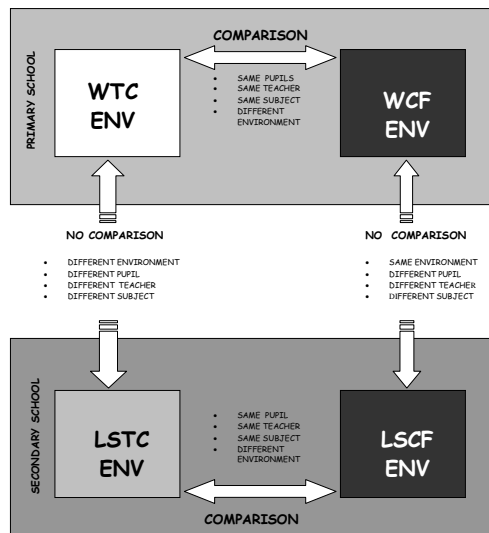 PRIMARY SCHOOL
COMPARISON
WTC
ENV
• SAME PUPILS
• SAME TEACHER
• SAME SUBJECT
• DIFFERENT
ENVIRONMENT
WCF
ENV
NO COMPARISON
• DIFFERENT ENVIRONMENT
• DIFFERENT PUPIL
• DIFFERENT TEACHER
• DIFFERENT SUBJECT
NO COMPARISON
• SAME ENVIRONMENT
• DIFFERENT PUPIL
• DIFFERENT TEACHER
• DIFFERENT SUBJECT
SECONDARY SCHOOL
LSTC
ENV
• SAME PUPIL
• SAME TEACHER
• SAME SUBJECT
• DIFFERENT
ENVIRONMENT
LSCF
ENV
COMPARISON